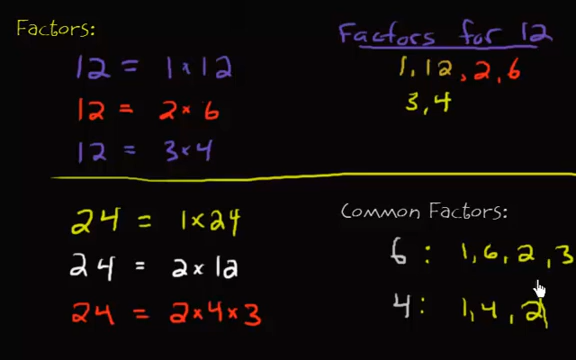 Factors:
12 = 1 × 12
12 = 2 × 6
12 = 3 × 4
Factors for 12
1, 12, 2, 6
3, 4
24 = 1 × 24
24 = 2 × 12
24 = 2 × 4 × 3
Common Factors:
6 : 1, 6, 2, 3
4 : 1, 4, 2